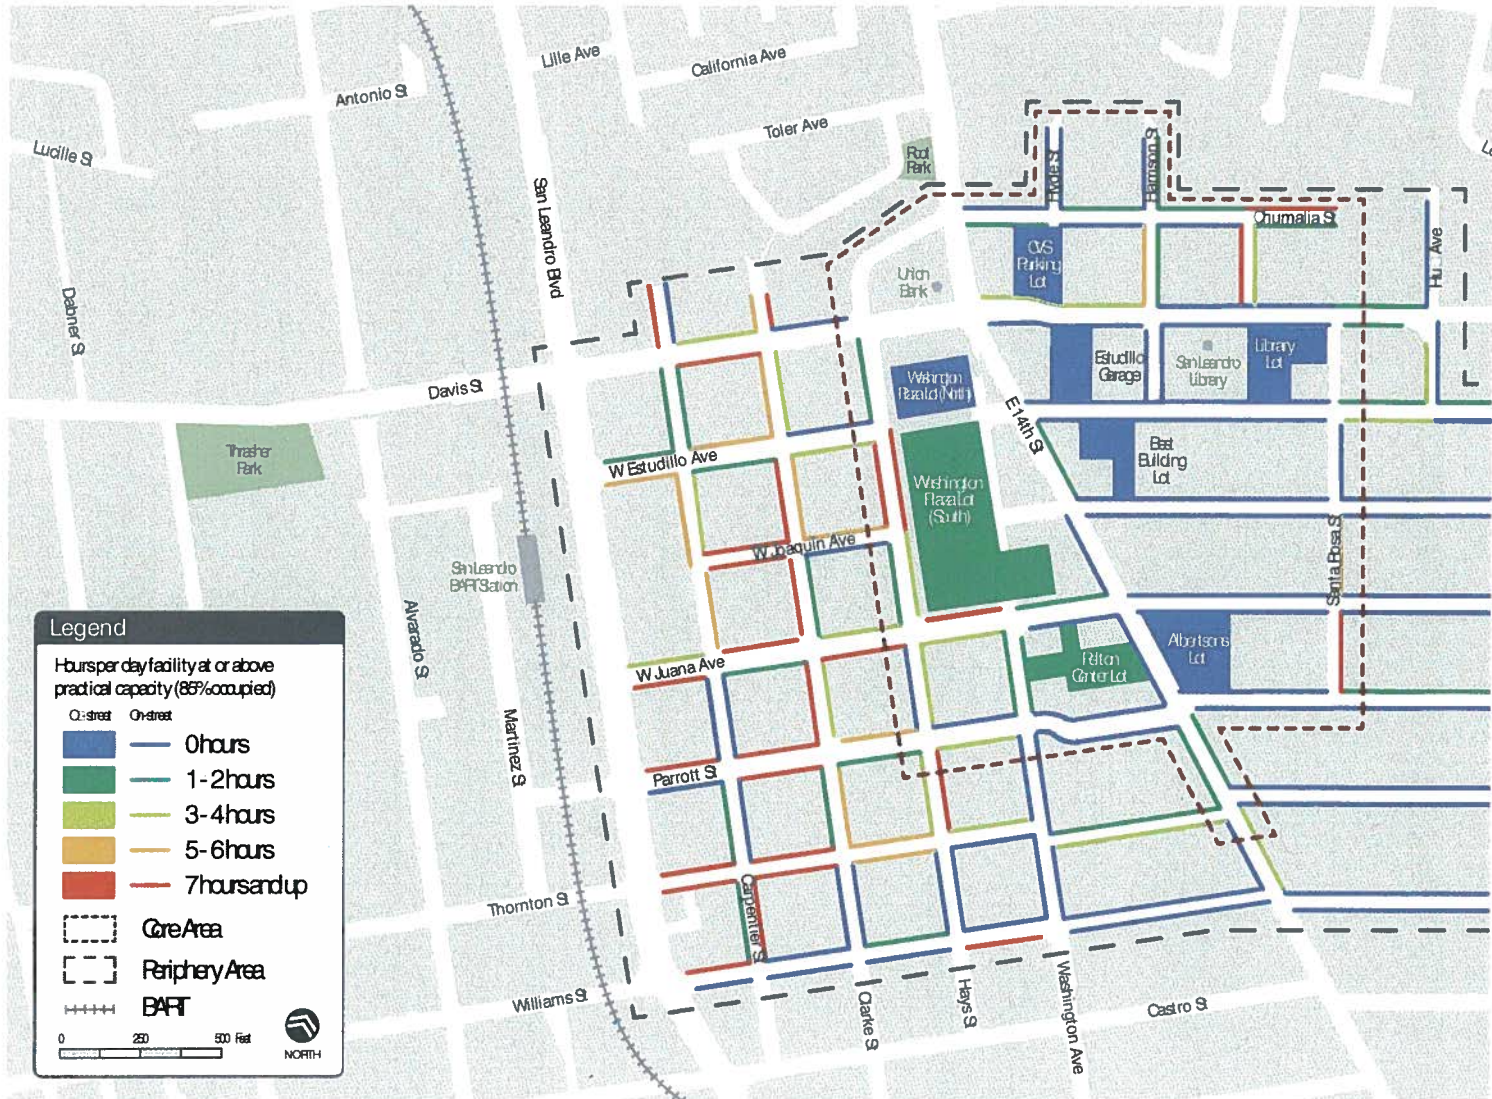 Lille Ave
California Ave
Antonio St
Toler Ave
Lucille St
Root
Park
Harrison St
Hyde St
San Leandro Blvd
Chumalia St
CVS
Parking
Lot
Union
Bank
Ave
Dabner St
Estudillo
Garage
San Leandro
Library
Library
Lot
Washington
Plaza Lot (North)
Davis St
E 14th St
Thrasher
Park
W Estudillo Ave
Best
Building
Lot
Washington
Plaza Lot
(South)
W Joaquin Ave
San Leandro
BART Station
Santa Rosa St
Alvarado St
W Juana Ave
Albertsons
Lot
Pelton
Center Lot
Martinez St
Parrott St
Carpentier St
Thornton St
Williams St
Clarke St
Hays St
Washington Ave
Castro St
Legend
Hours per day facility at or above
practical capacity (85% occupied)
On-street
0 hours
1 - 2 hours
3 - 4 hours
5 - 6 hours
7 hours and up
Core Area
Periphery Area
BART
0 250 500 Feet
NORTH